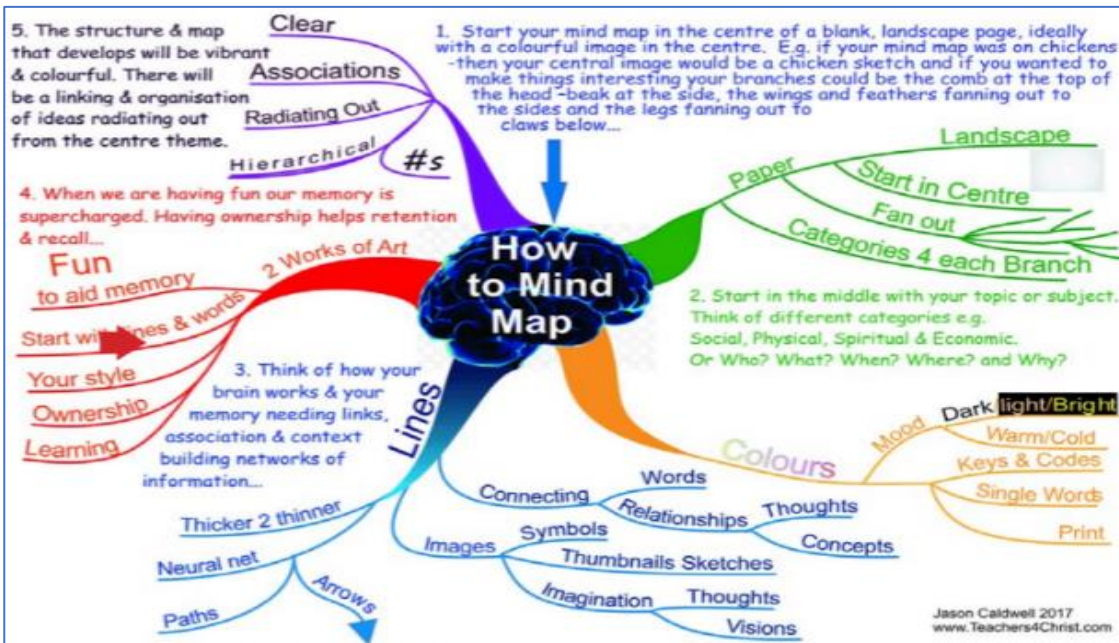 5. The structure & map
that develops will be vibrant
& colourful. There will
be a linking & organisation
of ideas radiating out
from the centre theme.
Clear
Associations
Radiating Out
Hierarchical
#s
1. Start your mind map in the centre of a blank, landscape page, ideally
with a colourful image in the centre. E.g. if your mind map was on chickens
-then your central image would be a chicken sketch and if you wanted to
make things interesting your branches could be the comb at the top of
the head -beak at the side, the wings and feathers fanning out to
the sides and the legs fanning out to
claws below...
Paper
Landscape
Start in Centre
Fan out
Categories 4 each Branch
4. When we are having fun our memory is
supercharged. Having ownership helps retention
& recall...
2 Works of Art
Fun
to aid memory
Start with lines & words
Your style
Ownership
Learning
How
to Mind
Map
2. Start in the middle with your topic or subject.
Think of different categories e.g.
Social, Physical, Spiritual & Economic.
Or Who? What? When? Where? and Why?
3. Think of how your
brain works & your
memory needing links,
association & context
building networks of
information...
Lines
Thicker 2 thinner
Neural net
Paths
Arrows
Connecting
Words
Relationships
Thoughts
Concepts
Images
Symbols
Thumbnails Sketches
Imagination
Thoughts
Visions
Colours
Mood
Dark light/Bright
Warm/Cold
Keys & Codes
Single Words
Print
Jason Caldwell 2017
www.Teachers4Christ.com